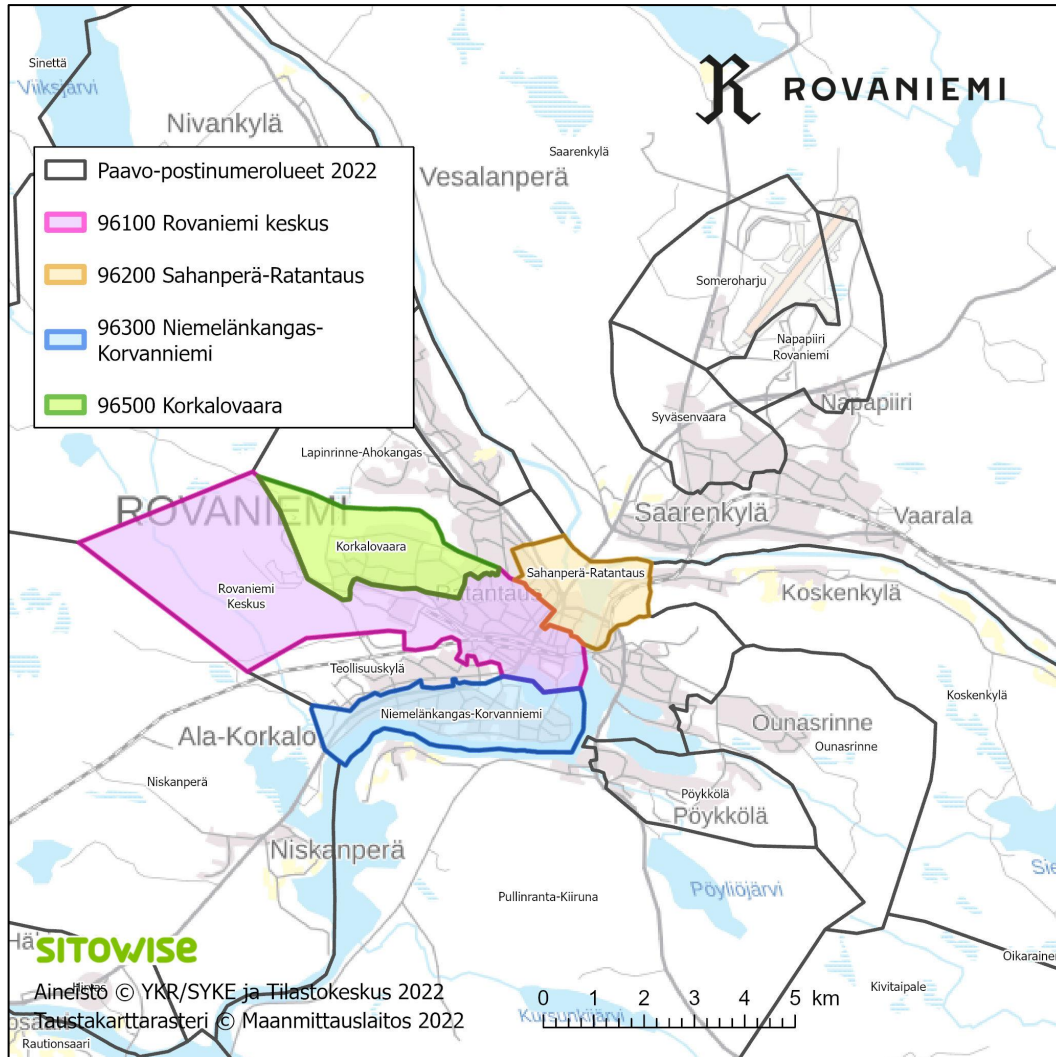 Sinettä
Viiksjärvi
Nivankylä
ROVANIEMI
Saarenkylä
Vesalanperä
Paavo-postinumerolueet 2022
96100 Rovaniemi keskus
96200 Sahanperä-Ratantaus
96300 Niemelänkangas-
Korvanniemi
96500 Korkalovaara
Someroharju
Napapiiri
Rovaniemi
Napapiiri
Syväsenvaara
Lapinrinne-Ahokangas
ROVANIEMI
Saarenkylä
Vaarala
Korkalovaara
Sahanperä-Ratantaus
Rovaniemi
Keskus
Ratantaus
Koskenkylä
Teollisuuskylä
Niemelänkangas-Korvanniemi
Koskenkylä
Ala-Korkalo
Ounasrinne
Ounasrinne
Niskanperä
Pöykkölä
Pöykkölä
Niskanperä
Pöyliöjärvi
Pullinranta-Kiiruna
SITOWISE
Oikarainen
Kivitaipale
Aineisto © YKR/SYKE ja Tilastokeskus 2022
Taustakarttarasteri © Maanmittauslaitos 2022
0 1 2 3 4 5 km
Kursunkijärvi
Rautionsaari